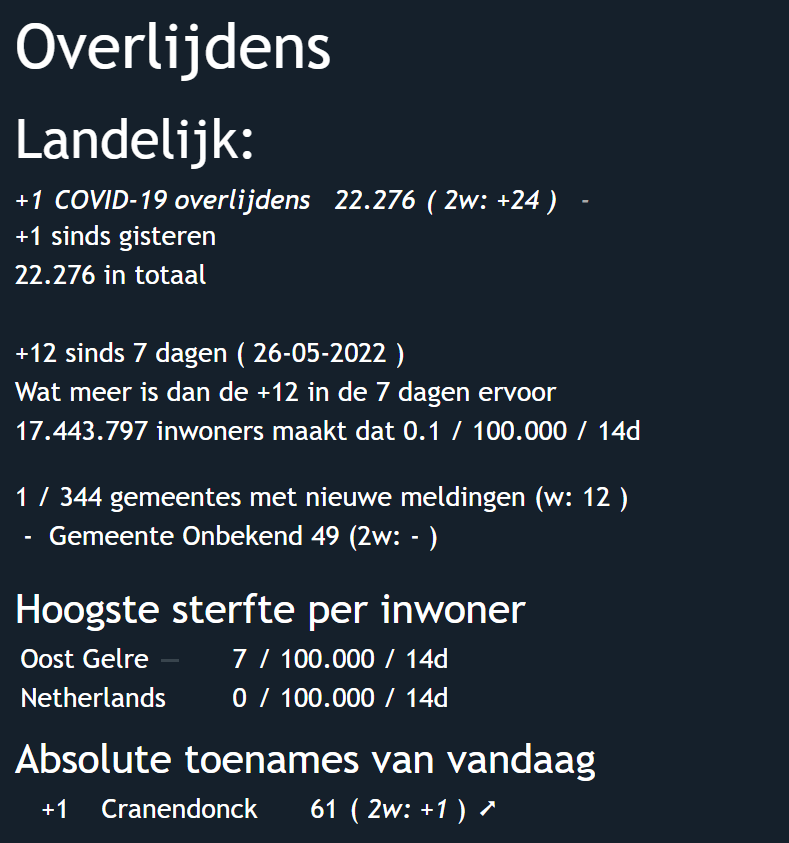 Overlijdens
Landelijk:
+1 COVID-19 overlijdens 22.276 ( 2w: +24 ) -
+1 sinds gisteren
22.276 in totaal
+12 sinds 7 dagen ( 26-05-2022 )
Wat meer is dan de +12 in de 7 dagen ervoor
17.443.797 inwoners maakt dat 0.1 / 100.000 / 14d
1 / 344 gemeentes met nieuwe meldingen (w: 12 )
- Gemeente Onbekend 49 (2w: - )
Hoogste sterfte per inwoner
Oost Gelre — 7 / 100.000 / 14d
Netherlands 0 / 100.000 / 14d
Absolute toenames van vandaag
+1 Cranendonck 61 ( 2w: +1 ) ➚